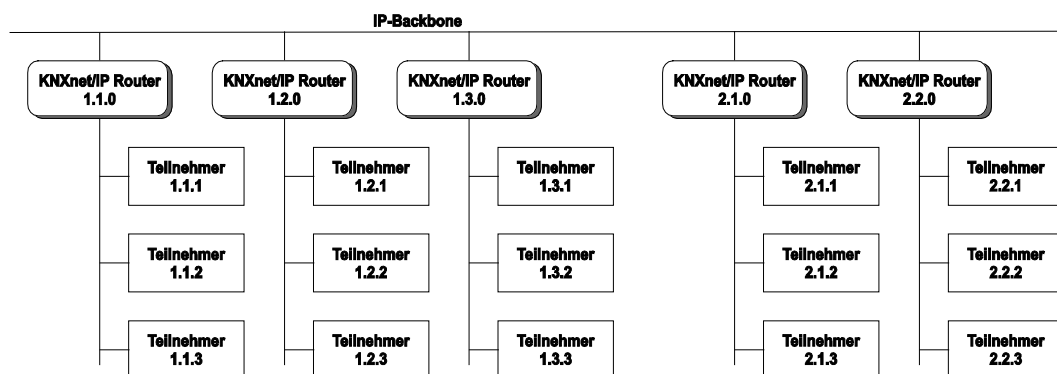 IP-Backbone
KNXnet/IP Router
1.1.0
KNXnet/IP Router
1.2.0
KNXnet/IP Router
1.3.0
KNXnet/IP Router
2.1.0
KNXnet/IP Router
2.2.0
Teilnehmer
1.1.1
Teilnehmer
1.2.1
Teilnehmer
1.3.1
Teilnehmer
2.1.1
Teilnehmer
2.2.1
Teilnehmer
1.1.2
Teilnehmer
1.2.2
Teilnehmer
1.3.2
Teilnehmer
2.1.2
Teilnehmer
2.2.2
Teilnehmer
1.1.3
Teilnehmer
1.2.3
Teilnehmer
1.3.3
Teilnehmer
2.1.3
Teilnehmer
2.2.3